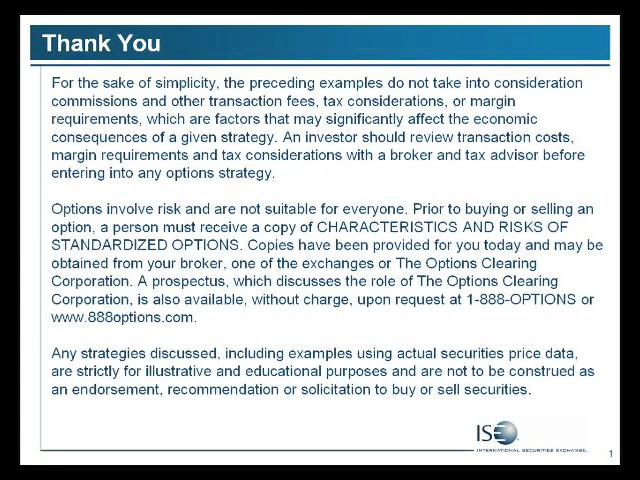 Thank You
For the sake of simplicity, the preceding examples do not take into consideration
commissions and other transaction fees, tax considerations, or margin
requirements, which are factors that may significantly affect the economic
consequences of a given strategy. An investor should review transaction costs,
margin requirements and tax considerations with a broker and tax advisor before
entering into any options strategy.
Options involve risk and are not suitable for everyone. Prior to buying or selling an
option, a person must receive a copy of CHARACTERISTICS AND RISKS OF
STANDARDIZED OPTIONS. Copies have been provided for you today and may be
obtained from your broker, one of the exchanges or The Options Clearing
Corporation. A prospectus, which discusses the role of The Options Clearing
Corporation, is also available, without charge, upon request at 1-888-OPTIONS or
www.888options.com.
Any strategies discussed, including examples using actual securities price data,
are strictly for illustrative and educational purposes and are not to be construed as
an endorsement, recommendation or solicitation to buy or sell securities.
ISE
INTERNATIONAL SECURITIES EXCHANGE.
1